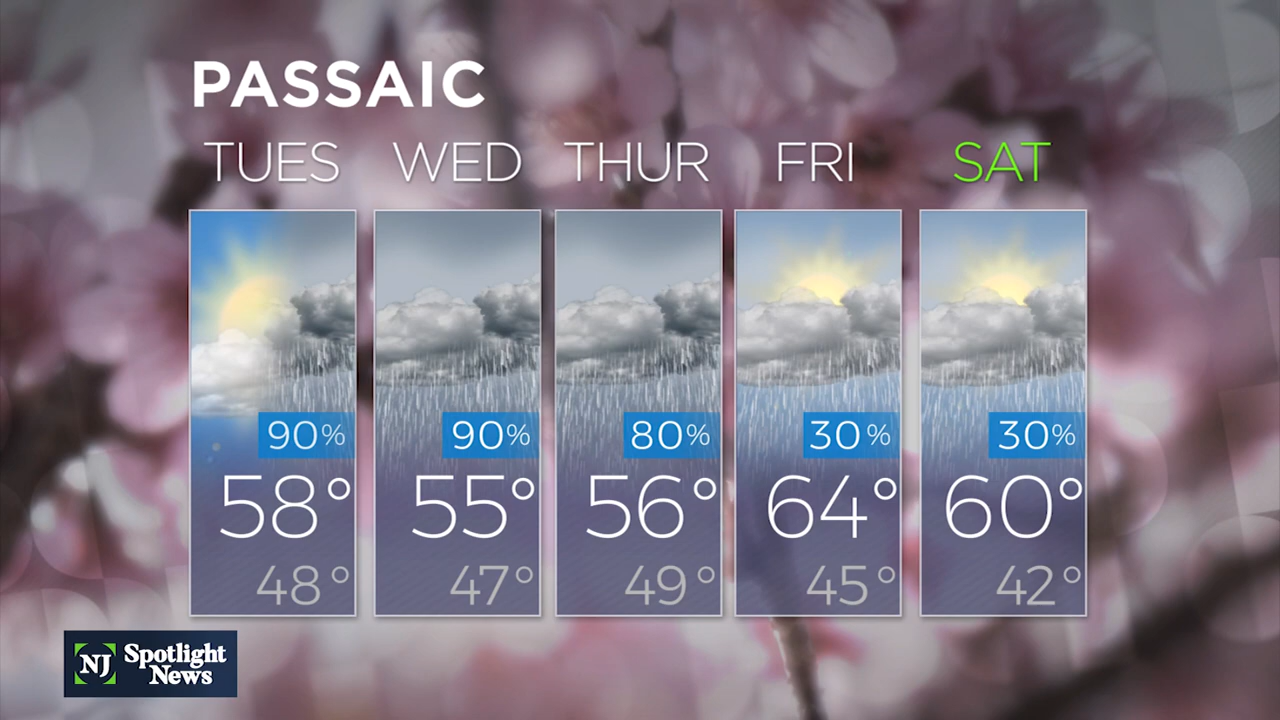 PASSAIC
TUES WED THUR FRI SAT
90% 90% 80% 30% 30%
58° 55° 56° 64° 60°
48° 47° 49° 45° 42°
NJ Spotlight
News